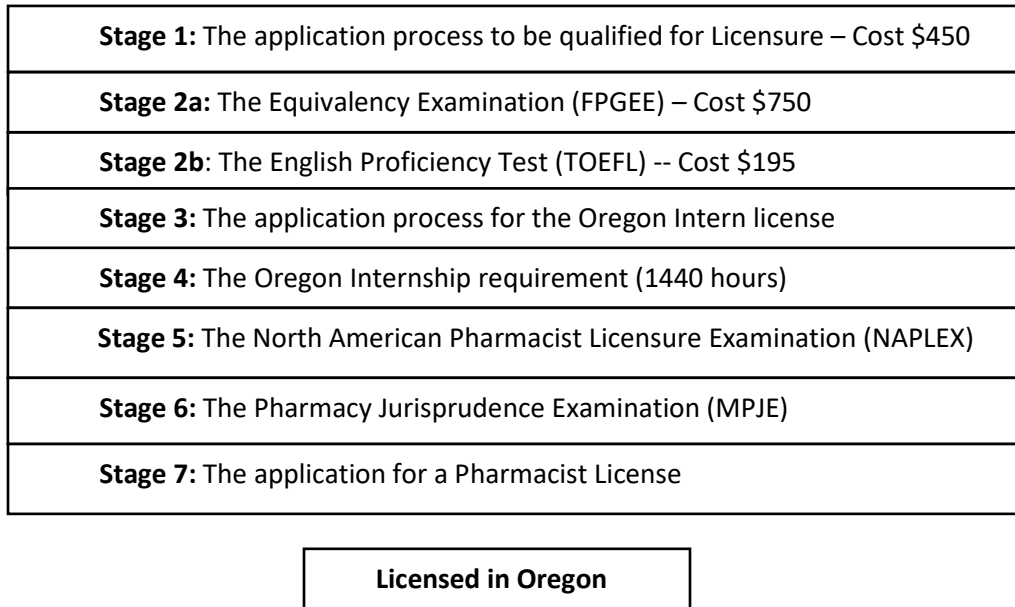 Stage 1: The application process to be qualified for Licensure – Cost $450
Stage 2a: The Equivalency Examination (FPGEE) – Cost $750
Stage 2b: The English Proficiency Test (TOEFL) -- Cost $195
Stage 3: The application process for the Oregon Intern license
Stage 4: The Oregon Internship requirement (1440 hours)
Stage 5: The North American Pharmacist Licensure Examination (NAPLEX)
Stage 6: The Pharmacy Jurisprudence Examination (MPJE)
Stage 7: The application for a Pharmacist License
Licensed in Oregon